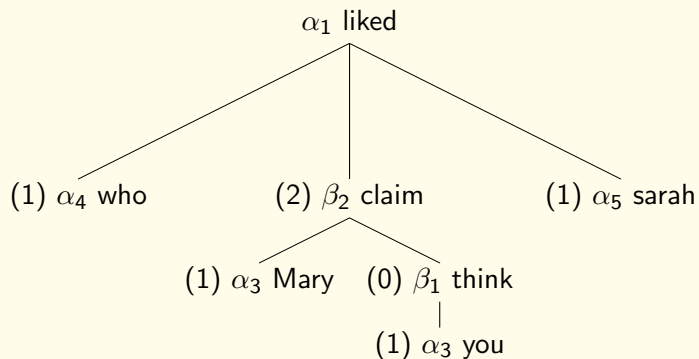 α₁ liked
(1) α₄ who (2) β₂ claim (1) α₅ sarah
(1) α₃ Mary (0) β₁ think
(1) α₃ you